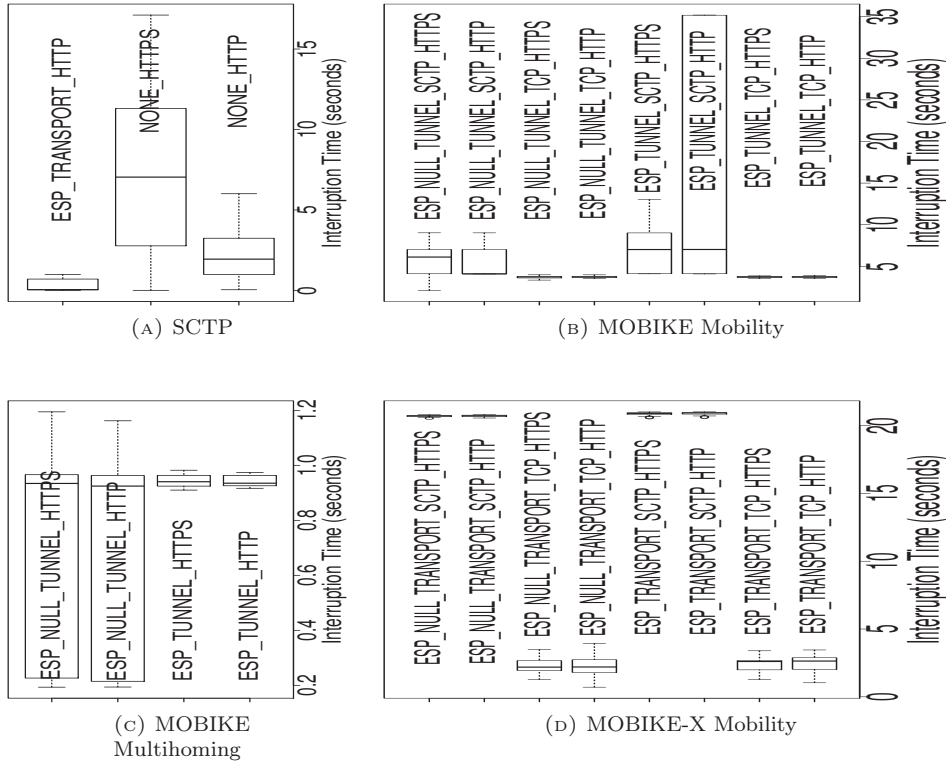 ESP_TRANSPORT_HTTP
NONE_HTTPS
NONE_HTTP
0
5
10
15
Interruption Time (seconds)
(A) SCTP
ESP_NULL_TUNNEL_SCTP_HTTPS
ESP_NULL_TUNNEL_SCTP_HTTP
ESP_NULL_TUNNEL_TCP_HTTPS
ESP_NULL_TUNNEL_TCP_HTTP
ESP_TUNNEL_SCTP_HTTPS
ESP_TUNNEL_SCTP_HTTP
ESP_TUNNEL_TCP_HTTPS
ESP_TUNNEL_TCP_HTTP
5
10
15
20
25
30
35
Interruption Time (seconds)
(B) MOBIKE Mobility
ESP_NULL_TUNNEL_HTTPS
ESP_NULL_TUNNEL_HTTP
ESP_TUNNEL_HTTPS
ESP_TUNNEL_HTTP
0.2
0.4
0.6
0.8
1.0
1.2
Interruption Time (seconds)
(C) MOBIKE
Multihoming
ESP_NULL_TRANSPORT_SCTP_HTTPS
ESP_NULL_TRANSPORT_SCTP_HTTP
ESP_NULL_TRANSPORT_TCP_HTTPS
ESP_NULL_TRANSPORT_TCP_HTTP
ESP_TRANSPORT_SCTP_HTTPS
ESP_TRANSPORT_SCTP_HTTP
ESP_TRANSPORT_TCP_HTTPS
ESP_TRANSPORT_TCP_HTTP
0
5
10
15
20
Interruption Time (seconds)
(D) MOBIKE-X Mobility